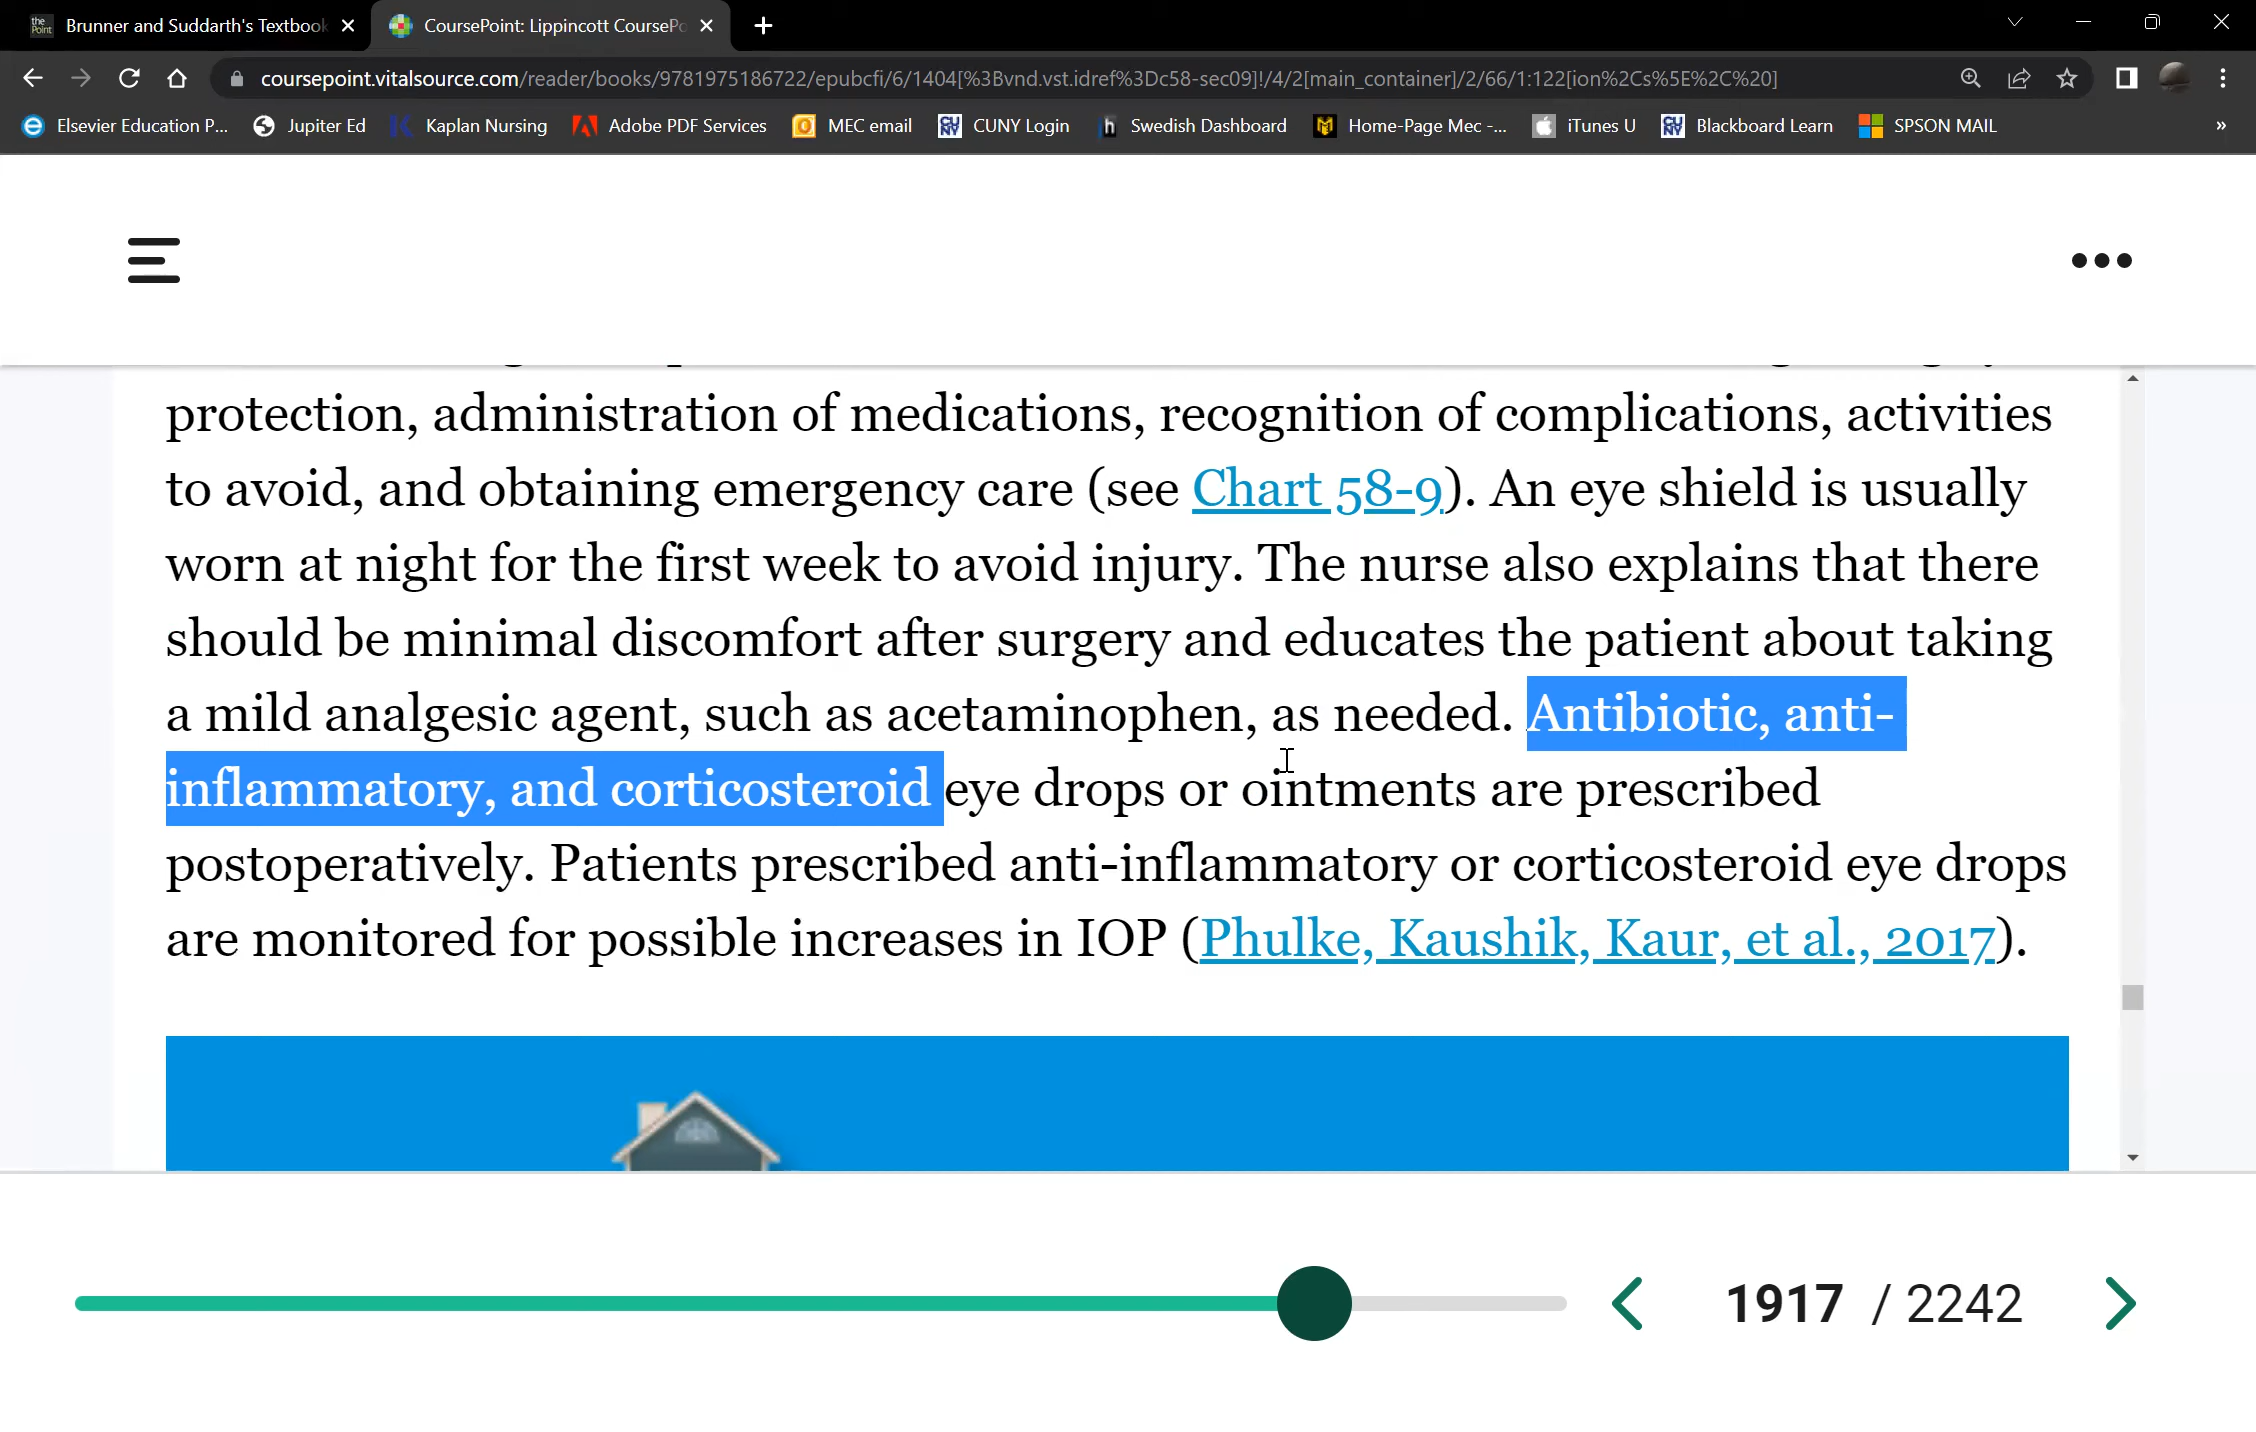 the Point Brunner and Suddarth's Textbook
CoursePoint: Lippincott CoursePo
coursepoint.vitalsource.com/reader/books/9781975186722/epubcfi/6/1404[%3Bvnd.vst.idref%3Dc58-sec09]!/4/2[main_container]/2/66/1:122[ion%2Cs%5E%2C%20]
Elsevier Education P... Jupiter Ed Kaplan Nursing Adobe PDF Services MEC email CUNY Login Swedish Dashboard Home-Page Mec -... iTunes U Blackboard Learn SPSON MAIL »
protection, administration of medications, recognition of complications, activities
to avoid, and obtaining emergency care (see Chart 58-9). An eye shield is usually
worn at night for the first week to avoid injury. The nurse also explains that there
should be minimal discomfort after surgery and educates the patient about taking
a mild analgesic agent, such as acetaminophen, as needed. Antibiotic, anti-
inflammatory, and corticosteroid eye drops or ointments are prescribed
postoperatively. Patients prescribed anti-inflammatory or corticosteroid eye drops
are monitored for possible increases in IOP (Phulke, Kaushik, Kaur, et al., 2017).
1917 / 2242